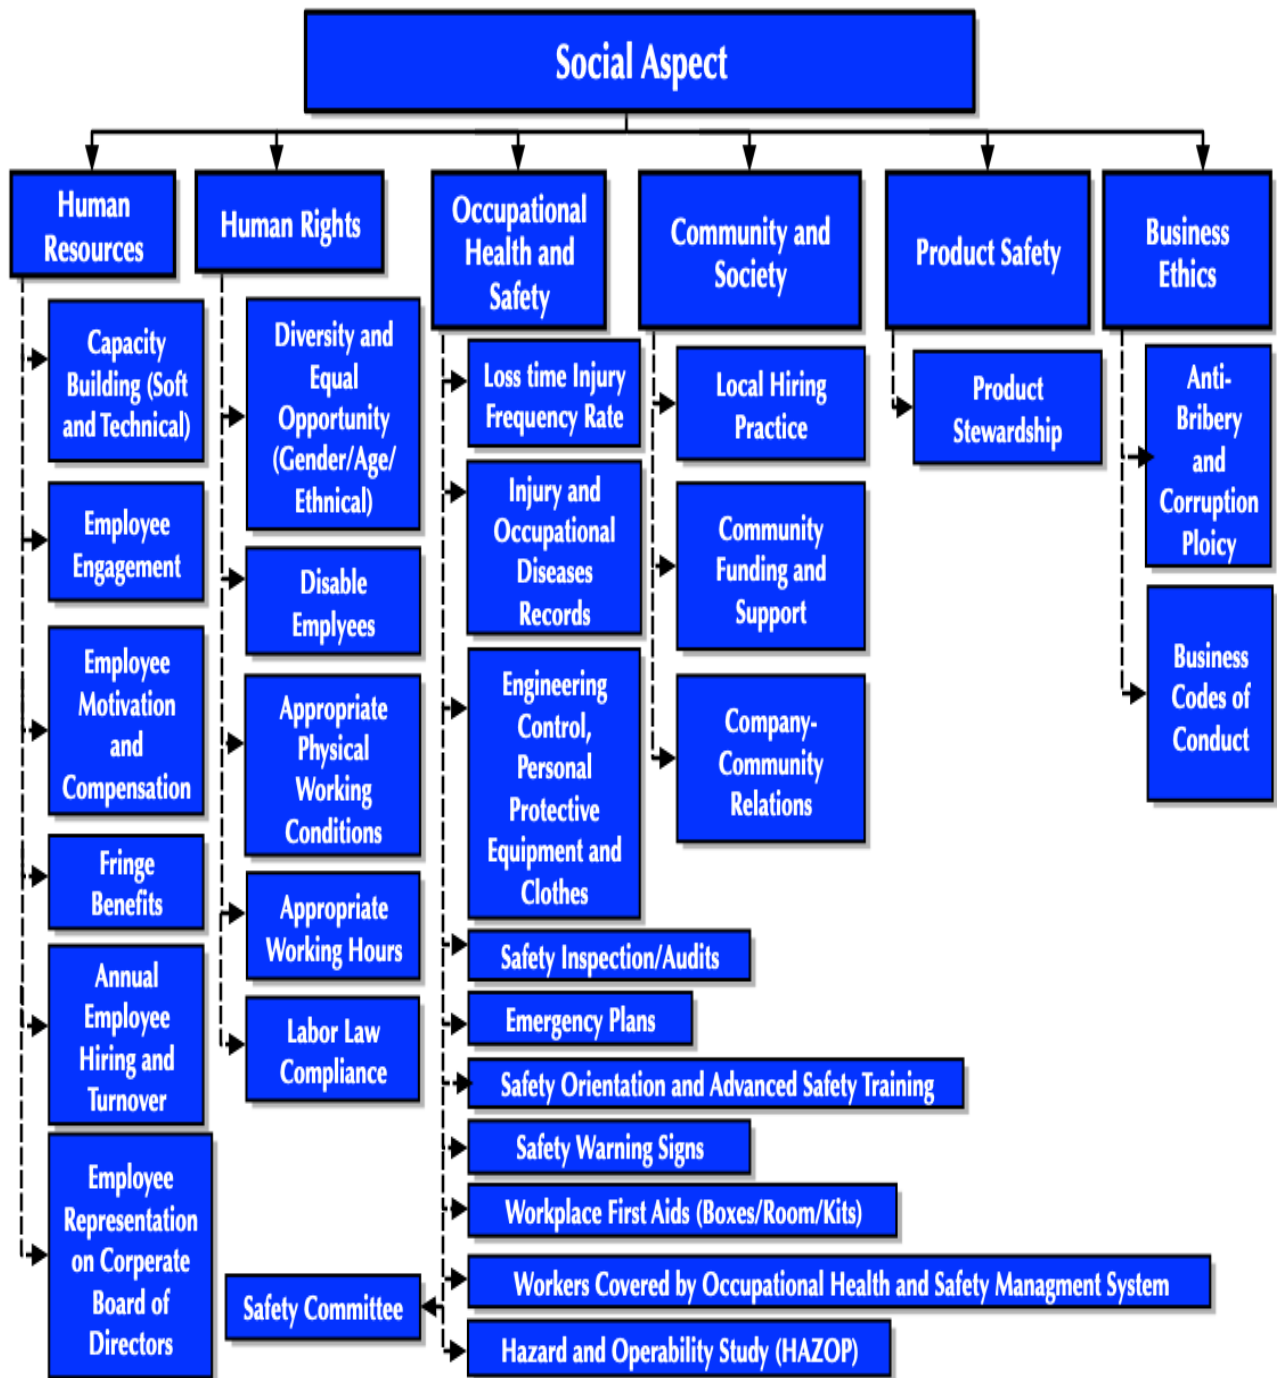 Social Aspect
Human
Resources
Human Rights
Occupational
Health and
Safety
Community and
Society
Product Safety
Business
Ethics
Capacity
Building (Soft
and Technical)
Employee
Engagement
Employee
Motivation
and
Compensation
Fringe
Benefits
Annual
Employee
Hiring and
Turnover
Employee
Representation
on Corperate
Board of
Directors
Diversity and
Equal
Opportunity
(Gender/Age/
Ethnical)
Disable
Emplyees
Appropriate
Physical
Working
Conditions
Appropriate
Working Hours
Labor Law
Compliance
Loss time Injury
Frequency Rate
Injury and
Occupational
Diseases
Records
Engineering
Control,
Personal
Protective
Equipment and
Clothes
Safety Inspection/Audits
Emergency Plans
Safety Orientation and Advanced Safety Training
Safety Warning Signs
Workplace First Aids (Boxes/Room/Kits)
Workers Covered by Occupational Health and Safety Managment System
Safety Committee
Hazard and Operability Study (HAZOP)
Local Hiring
Practice
Community
Funding and
Support
Company-
Community
Relations
Product
Stewardship
Anti-
Bribery
and
Corruption
Ploicy
Business
Codes of
Conduct